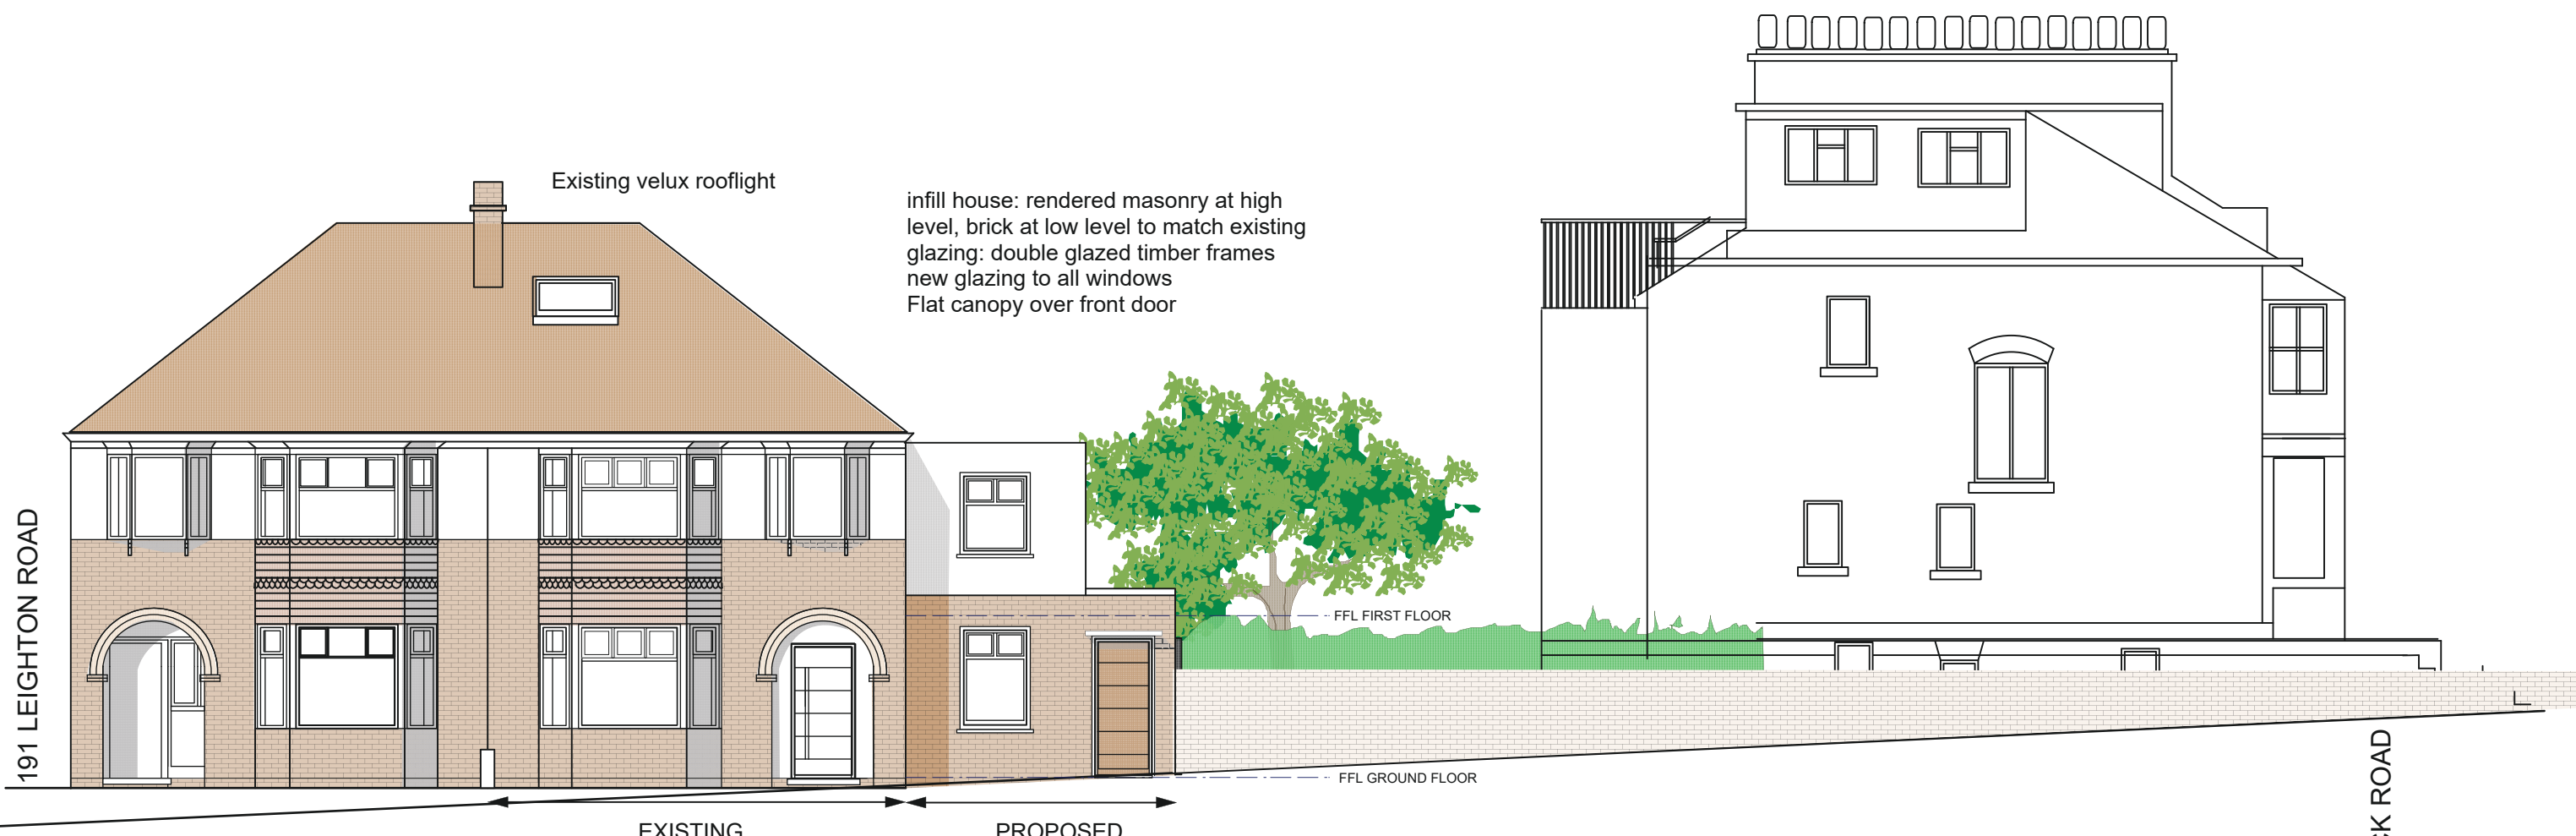 Existing velux rooflight
infill house: rendered masonry at high
level, brick at low level to match existing
glazing: double glazed timber frames
new glazing to all windows
Flat canopy over front door
191 LEIGHTON ROAD
FFL FIRST FLOOR
FFL GROUND FLOOR
EXISTING
PROPOSED
ROAD